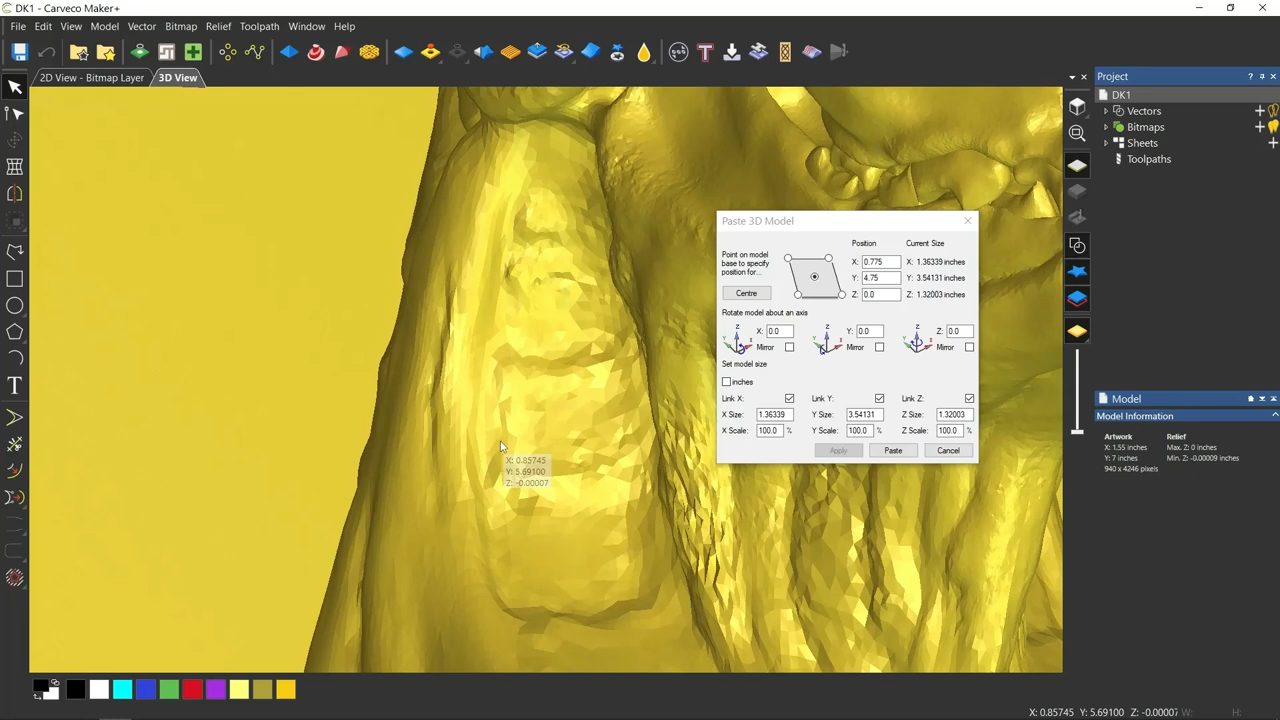 DK1 - Carveco Maker+
File Edit View Model Vector Bitmap Relief Toolpath Window Help
2D View - Bitmap Layer
3D View
Project
DK1
Vectors
Bitmaps
Sheets
Toolpaths
Paste 3D Model
Point on model
base to specify
position for...
Centre
Position Current Size
X: 0.775 X: 1.36339 inches
Y: 4.75 Y: 3.54131 inches
Z: 0.0 Z: 1.32003 inches
Rotate model about an axis
X: 0.0 Y: 0.0 Z: 0.0
Mirror Mirror Mirror
Set model size
inches
Link X: Link Y: Link Z:
X Size: 1.36339 Y Size: 3.54131 Z Size: 1.32003
X Scale: 100.0 % Y Scale: 100.0 % Z Scale: 100.0 %
Apply Paste Cancel
X: 0.85745
Y: 5.69100
Z: -0.00007
Model
Model Information
Artwork Relief
X: 1.55 inches Max. Z: 0 inches
Y: 7 inches Min. Z: -0.00009 inches
940 x 4246 pixels
X: 0.85745 Y: 5.69100 Z: -0.00007 W: H: